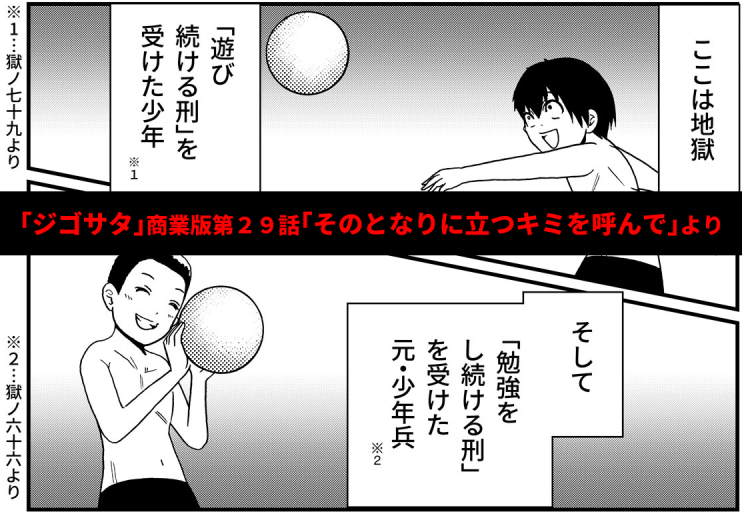 ここは地獄
「遊び
続ける刑」を
受けた少年
※1
※1…獄ノ七十九より
「ジゴサタ」商業版第29話「そのとなりに立つキミを呼んで」より
そして
「勉強を
し続ける刑」
を受けた
元・少年兵
※2
※2…獄ノ六十六より